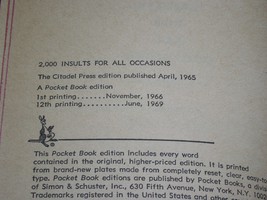 2,000 INSULTS FOR ALL OCCASIONS
The Citadel Press edition published April, 1965
A Pocket Book edition
1st printing..............November, 1966
12th printing..............June, 1969
This Pocket Book edition includes every word
contained in the original, higher-priced edition. It is printed
from brand-new plates made from completely reset, clear, easy-to-
type. Pocket Book editions are published by Pocket Books, a divis
of Simon & Schuster, Inc., 630 Fifth Avenue, New York, N.Y. 1002
Trademarks registered in the United States and other